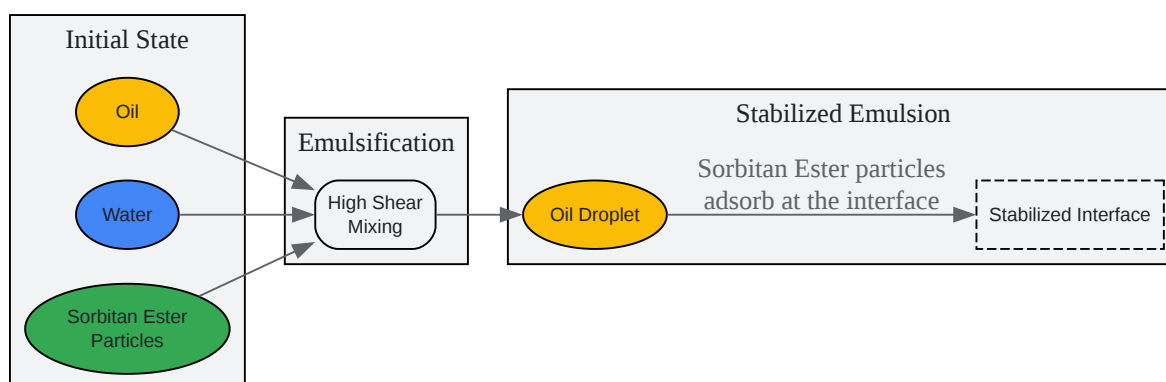 Initial State
Oil
Water
Sorbitan Ester
Particles
Emulsification
High Shear
Mixing
Stabilized Emulsion
Oil Droplet
Sorbitan Ester particles
adsorb at the interface
Stabilized Interface